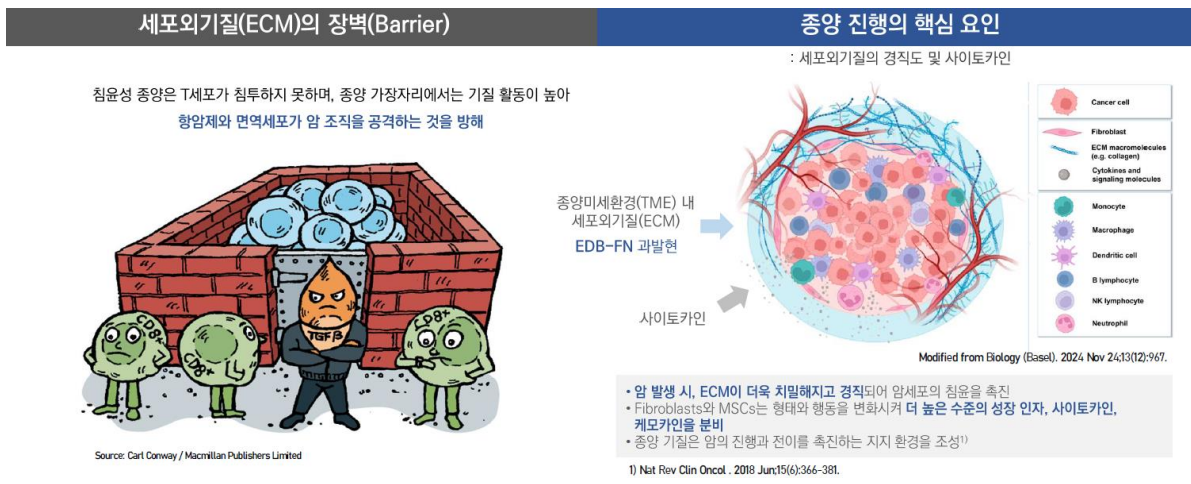 세포외기질(ECM)의 장벽(Barrier)
침윤성 종양은 T세포가 침투하지 못하며, 종양 가장자리에서는 기질 활동이 높아
항암제와 면역세포가 암 조직을 공격하는 것을 방해
CD8+
CD8+
TGFβ
CD8+
Source: Carl Conway / Macmillan Publishers Limited
종양 진행의 핵심 요인
: 세포외기질의 경직도 및 사이토카인
종양미세환경(TME) 내
세포외기질(ECM)
EDB-FN 과발현
사이토카인
Cancer cell
Fibroblast
ECM macromolecules
(e.g. collagen)
Cytokines and
signaling molecules
Monocyte
Macrophage
Dendritic cell
B lymphocyte
NK lymphocyte
Neutrophil
Modified from Biology (Basel). 2024 Nov 24;13(12):967.
• 암 발생 시, ECM이 더욱 치밀해지고 경직되어 암세포의 침윤을 촉진
• Fibroblasts와 MSCs는 형태와 행동을 변화시켜 더 높은 수준의 성장 인자, 사이토카인,
케모카인을 분비
• 종양 기질은 암의 진행과 전이를 촉진하는 지지 환경을 조성1)
1) Nat Rev Clin Oncol . 2018 Jun;15(6):366-381.